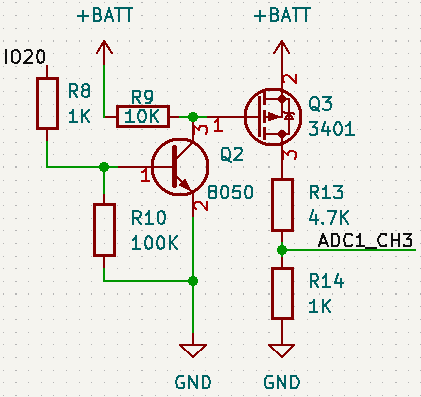 +BATT
+BATT
IO20
R8
1K
R9
10K
2
Q3
3401
3
1
1
Q2
8050
3
2
R10
100K
R13
4.7K
ADC1_CH3
R14
1K
GND
GND